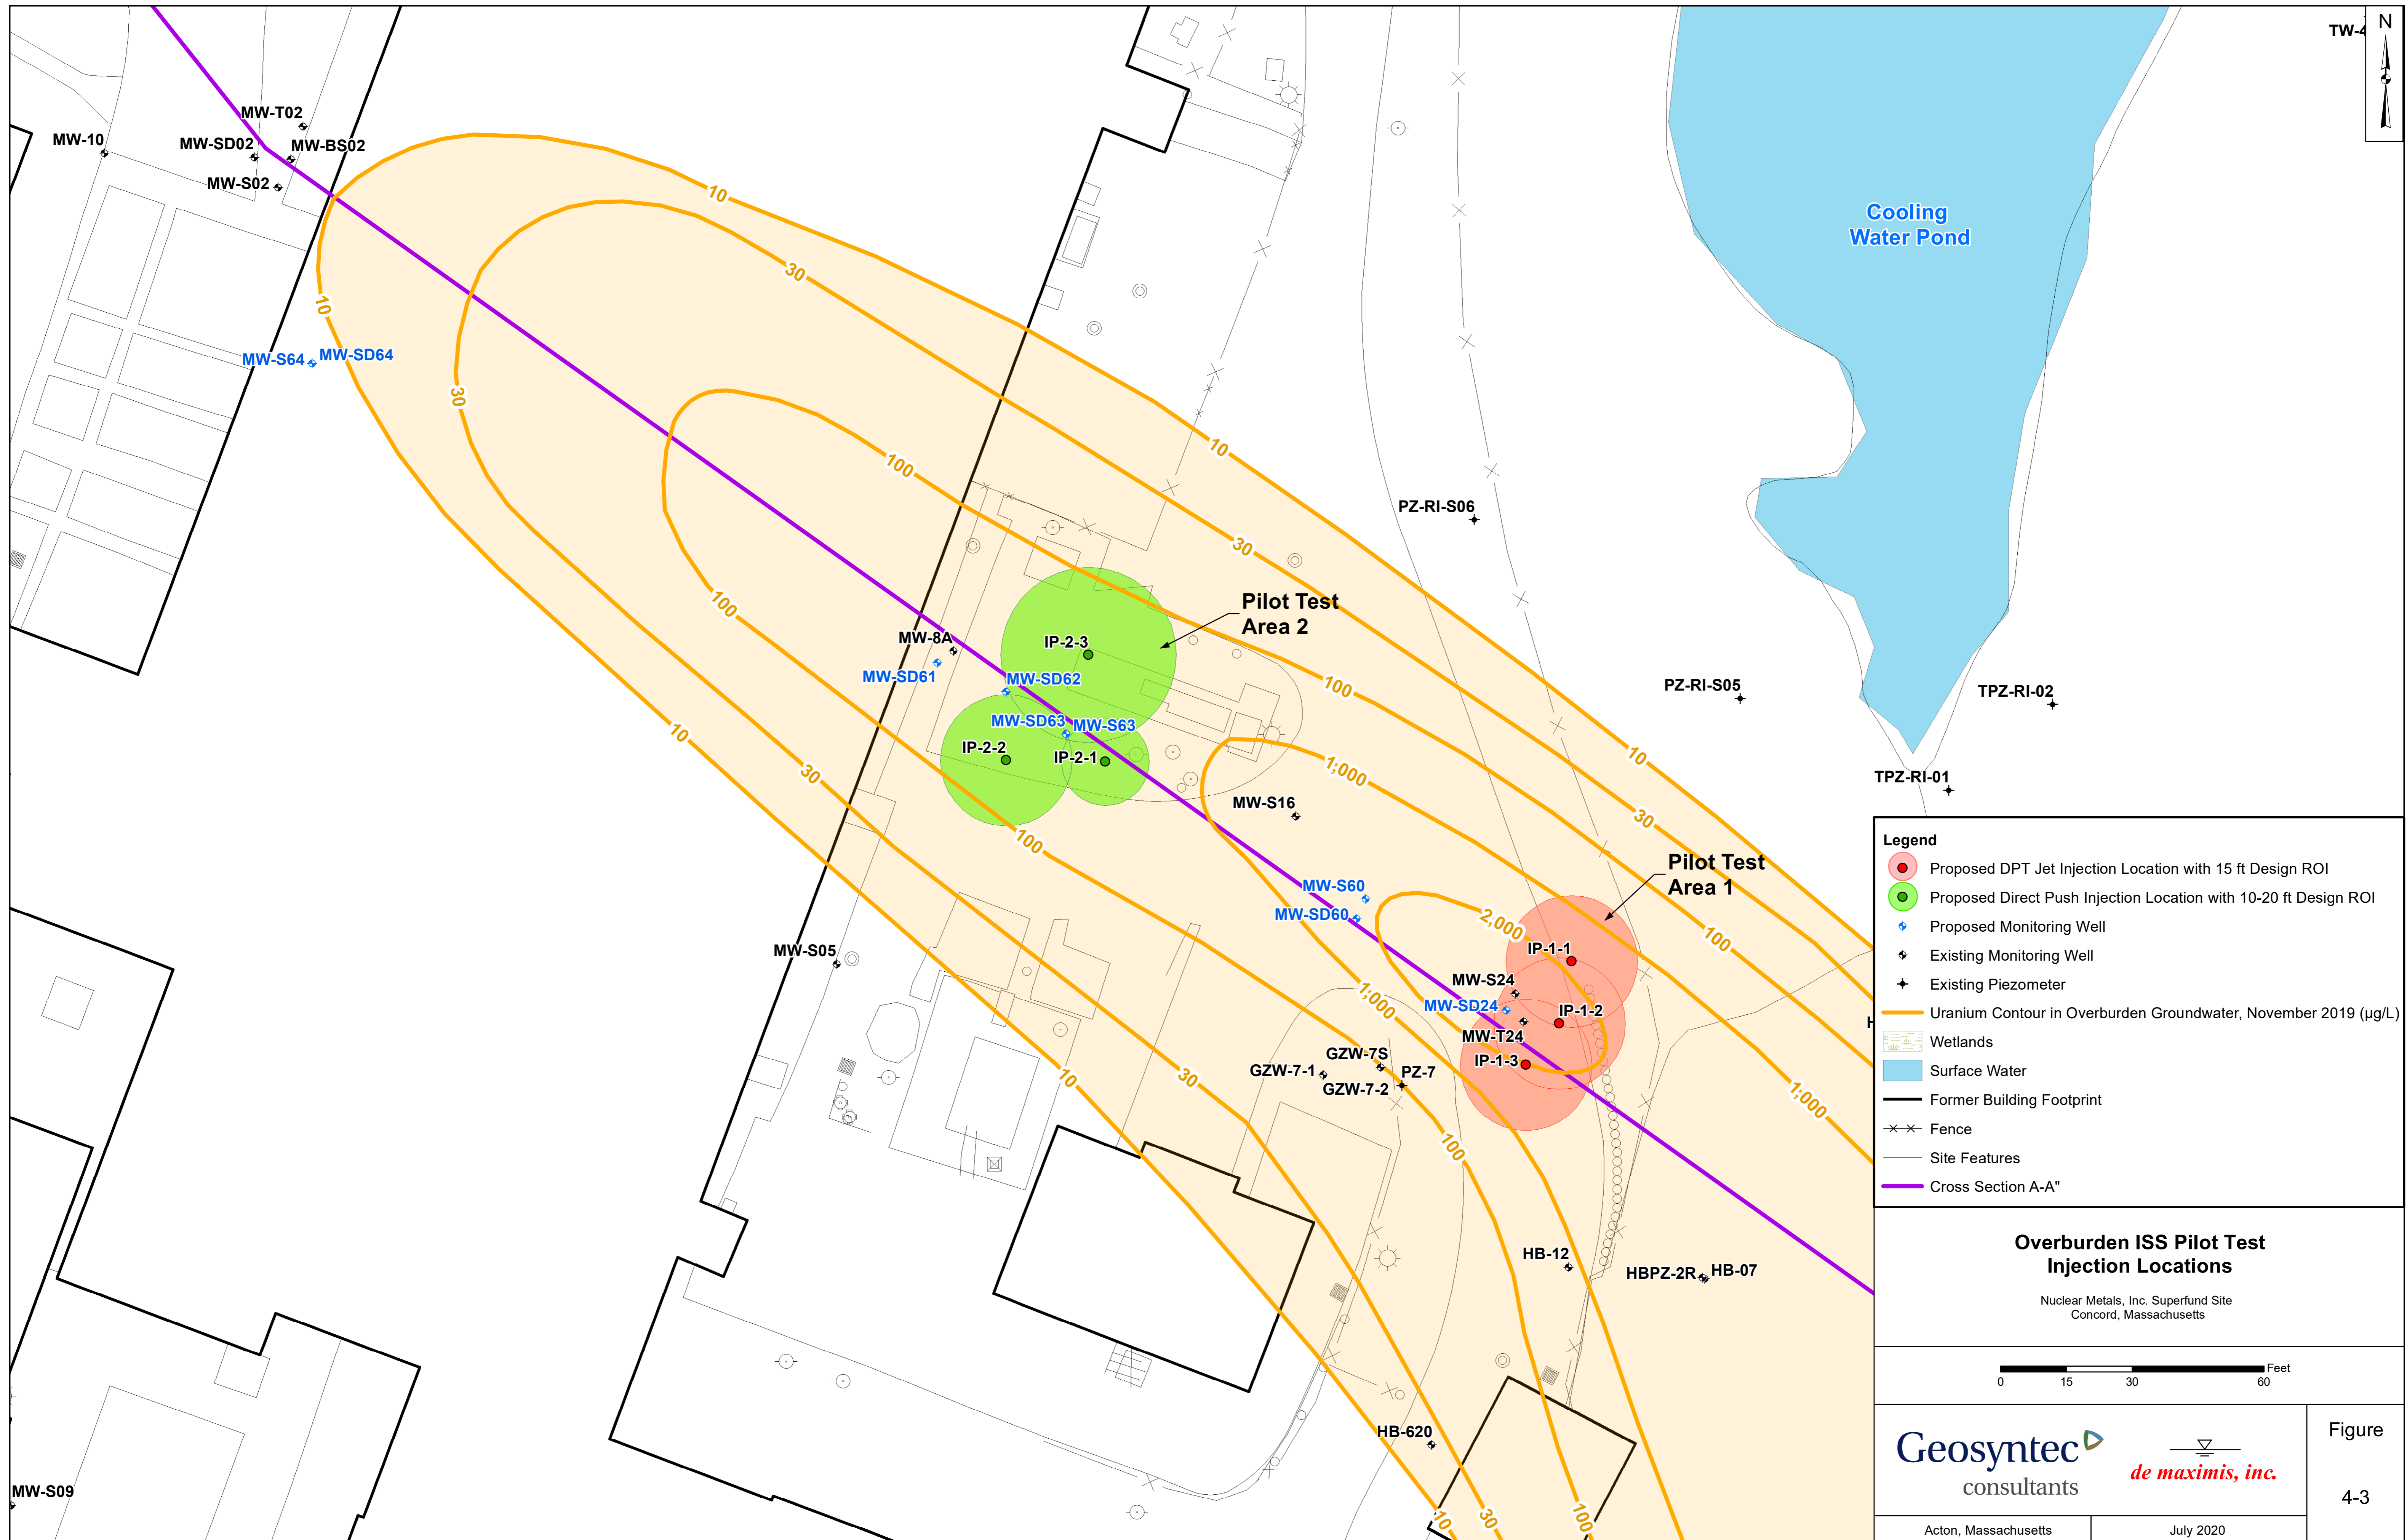 TW-4
N
MW-T02
MW-10
MW-SD02
MW-BS02
MW-S02
10
30
10
Cooling
Water Pond
MW-S64
MW-SD64
30
100
10
PZ-RI-S06
30
100
Pilot Test
Area 2
MW-8A
IP-2-3
MW-SD61
MW-SD62
100
PZ-RI-S05
TPZ-RI-02
MW-SD63
MW-S63
10
IP-2-2
IP-2-1
10
30
1,000
TPZ-RI-01
MW-S16
30
100
Pilot Test
Area 1
MW-S60
MW-SD60
2,000
100
MW-S05
IP-1-1
MW-S24
1,000
MW-SD24
IP-1-2
MW-T24
GZW-7S
IP-1-3
GZW-7-1
PZ-7
GZW-7-2
10
30
1,000
100
HB-12
HBPZ-2R
HB-07
HB-620
MW-S09
10
30
100
H
Legend
Proposed DPT Jet Injection Location with 15 ft Design ROI
Proposed Direct Push Injection Location with 10-20 ft Design ROI
Proposed Monitoring Well
Existing Monitoring Well
Existing Piezometer
Uranium Contour in Overburden Groundwater, November 2019 (µg/L)
Wetlands
Surface Water
Former Building Footprint
Fence
Site Features
Cross Section A-A"
Overburden ISS Pilot Test
Injection Locations
Nuclear Metals, Inc. Superfund Site
Concord, Massachusetts
Feet
0 15 30 60
Geosyntec
consultants
de maximis, inc.
Figure
4-3
Acton, Massachusetts
July 2020